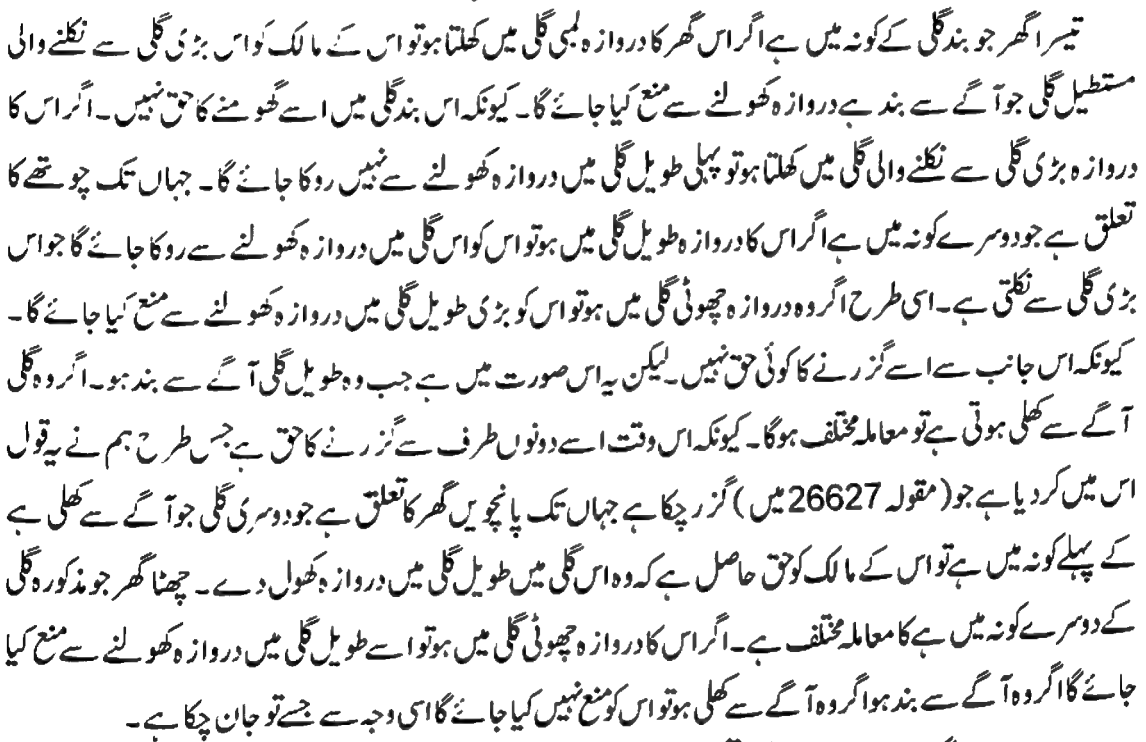 تیسرا گھر جو بند گلی کے کونہ میں ہے اگر اس گھر کا دروازہ لمبی گلی میں کھلتا ہو تو اس کے مالک کو اس بڑی گلی سے نکلنے والی
مستطیل گلی جو آگے سے بند ہے دروازہ کھولنے سے منع کیا جائے گا۔ کیونکہ اس بند گلی میں اسے گھومنے کا حق نہیں۔ اگر اس کا
دروازہ بڑی گلی سے نکلنے والی گلی میں کھلتا ہو تو پہلی طویل گلی میں دروازہ کھولنے سے نہیں روکا جائے گا۔ جہاں تک چوتھے کا
تعلق ہے جو دوسرے کونہ میں ہے اگر اس کا دروازہ طویل گلی میں ہو تو اس کو اس گلی میں دروازہ کھولنے سے روکا جائے گا جو اس
بڑی گلی سے نکلتی ہے۔ اسی طرح اگر وہ دروازہ چھوٹی گلی میں ہو تو اس کو بڑی طویل گلی میں دروازہ کھولنے سے منع کیا جائے گا۔
کیونکہ اس جانب سے اسے گزرنے کا کوئی حق نہیں۔ لیکن یہ اس صورت میں ہے جب وہ طویل گلی آگے سے بند ہو۔ اگر وہ گلی
آگے سے کھلی ہوتی ہے تو معاملہ مختلف ہوگا۔ کیونکہ اس وقت اسے دونوں طرف سے گزرنے کا حق ہے جس طرح ہم نے یہ قول
اس میں کر دیا ہے جو (مقولہ 26627 میں) گزر چکا ہے جہاں تک پانچویں گھر کا تعلق ہے جو دوسری گلی جو آگے سے کھلی ہے
کے پہلے کونہ میں ہے تو اس کے مالک کو حق حاصل ہے کہ وہ اس گلی میں طویل گلی میں دروازہ کھول دے۔ چھٹا گھر جو مذکورہ گلی
کے دوسرے کونہ میں ہے کا معاملہ مختلف ہے۔ اگر اس کا دروازہ چھوٹی گلی میں ہو تو اسے طویل گلی میں دروازہ کھولنے سے منع کیا
جائے گا اگر وہ آگے سے بند ہو اگر وہ آگے سے کھلی ہو تو اس کو منع نہیں کیا جائے گا اسی وجہ سے جسے تو جان چکا ہے۔